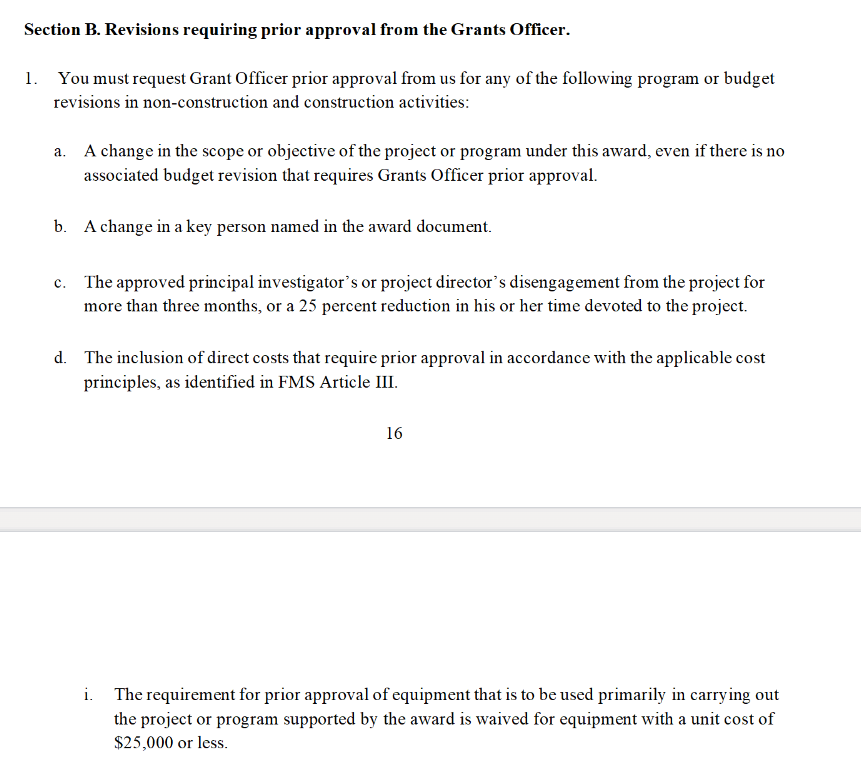 Section B. Revisions requiring prior approval from the Grants Officer.
1. You must request Grant Officer prior approval from us for any of the following program or budget
revisions in non-construction and construction activities:
a. A change in the scope or objective of the project or program under this award, even if there is no
associated budget revision that requires Grants Officer prior approval.
b. A change in a key person named in the award document.
c. The approved principal investigator’s or project director’s disengagement from the project for
more than three months, or a 25 percent reduction in his or her time devoted to the project.
d. The inclusion of direct costs that require prior approval in accordance with the applicable cost
principles, as identified in FMS Article III.
16
i. The requirement for prior approval of equipment that is to be used primarily in carrying out
the project or program supported by the award is waived for equipment with a unit cost of
$25,000 or less.